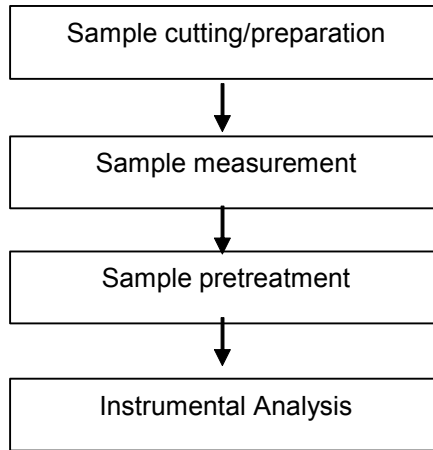 Sample cutting/preparation
Sample measurement
Sample pretreatment
Instrumental Analysis